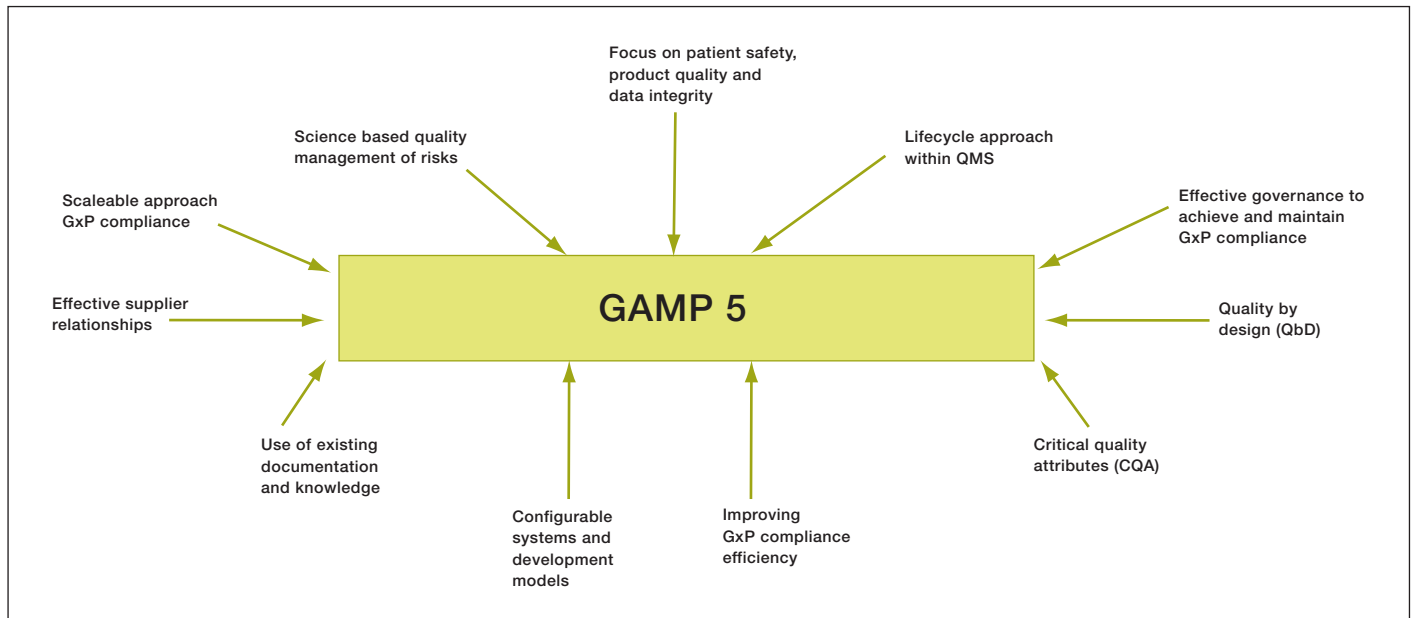 Focus on patient safety,
product quality and
data integrity
Science based quality
management of risks
Lifecycle approach
within QMS
Scaleable approach
GxP compliance
Effective governance to
achieve and maintain
GxP compliance
GAMP 5
Effective supplier
relationships
Quality by
design (QbD)
Use of existing
documentation
and knowledge
Critical quality
attributes (CQA)
Configurable
systems and
development
models
Improving
GxP compliance
efficiency